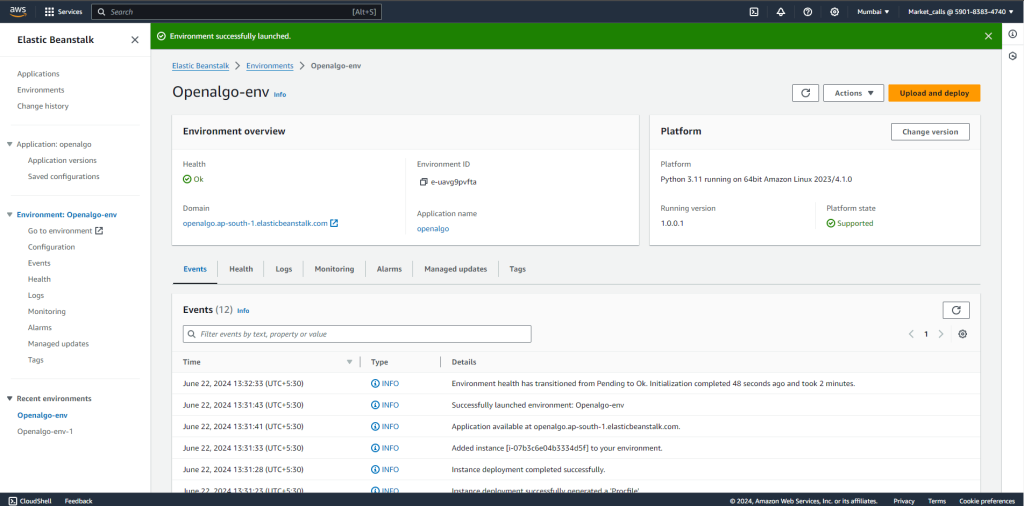 aws Services Search [Alt+S] Mumbai Market_calls @ 5901-8383-4740
Elastic Beanstalk
Applications
Environments
Change history
Application: openalgo
Application versions
Saved configurations
Environment: Openalgo-env
Go to environment
Configuration
Events
Health
Logs
Monitoring
Alarms
Managed updates
Tags
Recent environments
Openalgo-env
Openalgo-env-1
Environment successfully launched.
Elastic Beanstalk Environments Openalgo-env
Openalgo-env Info
Actions Upload and deploy
Environment overview
Health
Ok
Domain
openalgo.ap-south-1.elasticbeanstalk.com
Environment ID
e-uavg9pvfta
Application name
openalgo
Platform
Change version
Platform
Python 3.11 running on 64bit Amazon Linux 2023/4.1.0
Running version
1.0.0.1
Platform state
Supported
Events Health Logs Monitoring Alarms Managed updates Tags
Events (12) Info
Filter events by text, property or value
1
Time Type Details
June 22, 2024 13:32:33 (UTC+5:30) INFO Environment health has transitioned from Pending to Ok. Initialization completed 48 seconds ago and took 2 minutes.
June 22, 2024 13:31:43 (UTC+5:30) INFO Successfully launched environment: Openalgo-env
June 22, 2024 13:31:41 (UTC+5:30) INFO Application available at openalgo.ap-south-1.elasticbeanstalk.com.
June 22, 2024 13:31:33 (UTC+5:30) INFO Added instance [i-07b3c6e04b3334d5f] to your environment.
June 22, 2024 13:31:28 (UTC+5:30) INFO Instance deployment completed successfully.
June 22, 2024 13:31:23 (UTC+5:30) INFO Instance deployment successfully generated a 'Procfile'.
CloudShell Feedback © 2024, Amazon Web Services, Inc. or its affiliates. Privacy Terms Cookie preferences